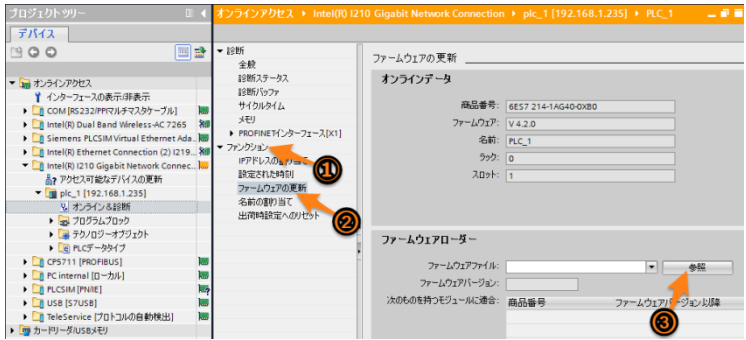 プロジェクトツリー
デバイス
オンラインアクセス
インターフェースの表示/非表示
COM [RS232/PPIマルチマスタケーブル]
Intel(R) Dual Band Wireless-AC 7265
Siemens PLCSIM Virtual Ethernet Ada...
Intel(R) Ethernet Connection (2) I219...
Intel(R) I210 Gigabit Network Connec...
アクセス可能なデバイスの更新
plc_1 [192.168.1.235]
オンライン&診断
プログラムブロック
テクノロジーオブジェクト
PLCデータタイプ
CP5711 [PROFIBUS]
PC internal [ローカル]
PLCSIM [PN/IE]
USB [S7USB]
TeleService [プロトコルの自動検出]
カードリーダ/USBメモリ
オンラインアクセス ▸ Intel(R) I210 Gigabit Network Connection ▸ plc_1 [192.168.1.235] ▸ PLC_1
診断
全般
診断ステータス
診断バッファ
サイクルタイム
メモリ
PROFINETインターフェース[X1]
ファンクション
IPアドレスの割り当て
設定された時刻
ファームウェアの更新
名前の割り当て
出荷時設定へのリセット
①
②
ファームウェアの更新
オンラインデータ
商品番号: 6ES7 214-1AG40-0XB0
ファームウェア: V 4.2.0
名前: PLC_1
ラック: 0
スロット: 1
ファームウェアローダー
ファームウェアファイル: 参照
ファームウェアバージョン:
次のものを持つモジュールに適合: 商品番号 ファームウェアバージョン以降
③